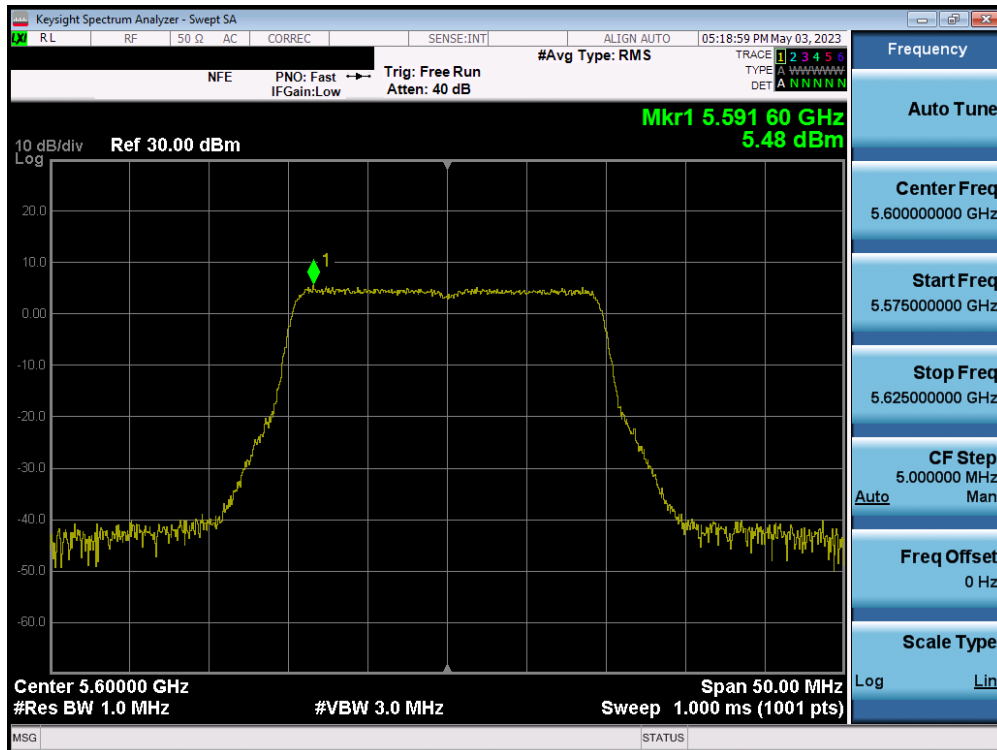 Keysight Spectrum Analyzer - Swept SA
LXI RL RF 50 Ω AC CORREC SENSE:INT ALIGN AUTO 05:18:59 PM May 03, 2023
NFE PNO: Fast Trig: Free Run #Avg Type: RMS TRACE 1 2 3 4 5 6
IFGain:Low Atten: 40 dB TYPE A WWWWW
DET A N N N N N
Frequency
Mkr1 5.591 60 GHz
5.48 dBm
10 dB/div Ref 30.00 dBm
Log
20.0
10.0
0.00
-10.0
-20.0
-30.0
-40.0
-50.0
-60.0
1
Center 5.60000 GHz Span 50.00 MHz
#Res BW 1.0 MHz #VBW 3.0 MHz Sweep 1.000 ms (1001 pts)
MSG STATUS
Auto Tune
Center Freq
5.600000000 GHz
Start Freq
5.575000000 GHz
Stop Freq
5.625000000 GHz
CF Step
5.000000 MHz
Auto Man
Freq Offset
0 Hz
Scale Type
Log Lin